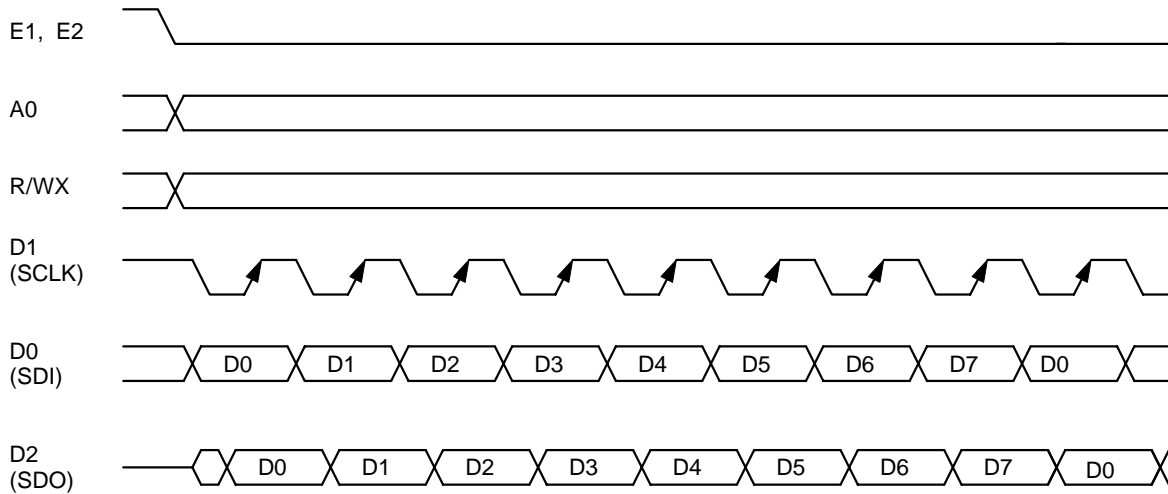 E1, E2
A0
R/WX
D1
(SCLK)
D0
(SDI)
D0 D1 D2 D3 D4 D5 D6 D7 D0
D2
(SDO)
D0 D1 D2 D3 D4 D5 D6 D7 D0